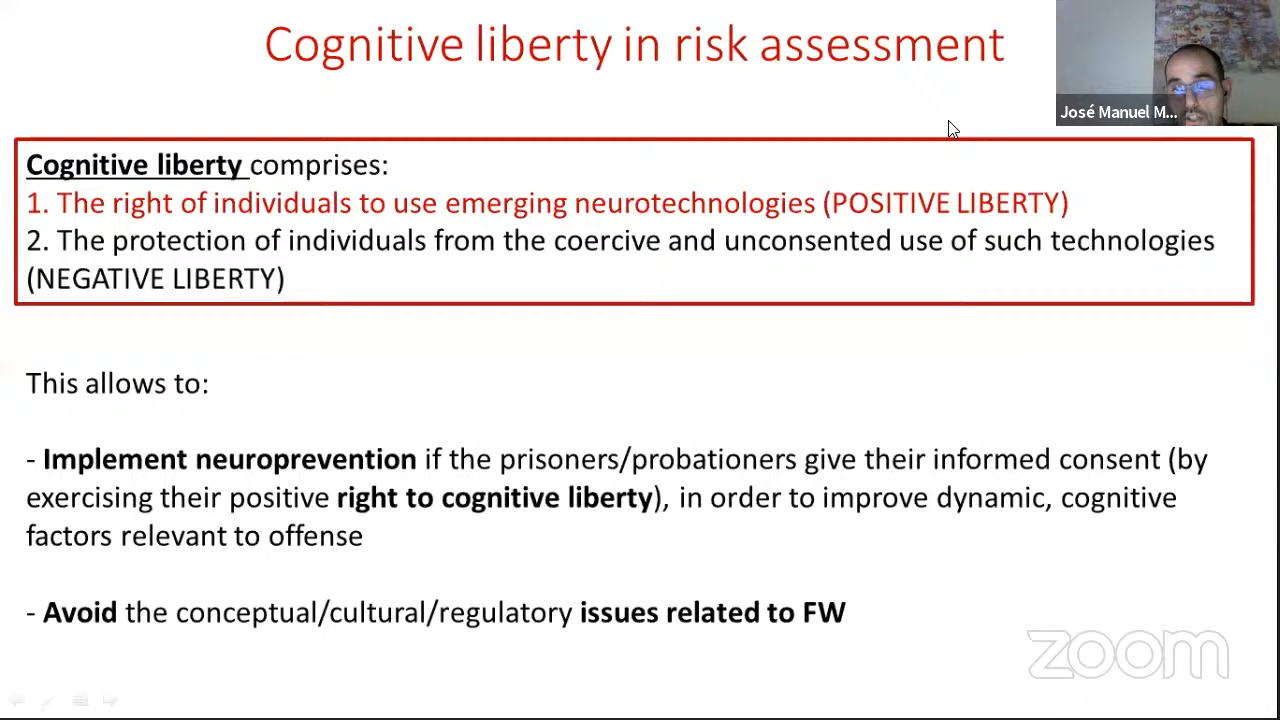 Cognitive liberty in risk assessment
José Manuel M...
Cognitive liberty comprises:
1. The right of individuals to use emerging neurotechnologies (POSITIVE LIBERTY)
2. The protection of individuals from the coercive and unconsented use of such technologies
(NEGATIVE LIBERTY)
This allows to:
- Implement neuroprevention if the prisoners/probationers give their informed consent (by
exercising their positive right to cognitive liberty), in order to improve dynamic, cognitive
factors relevant to offense
- Avoid the conceptual/cultural/regulatory issues related to FW
zoom